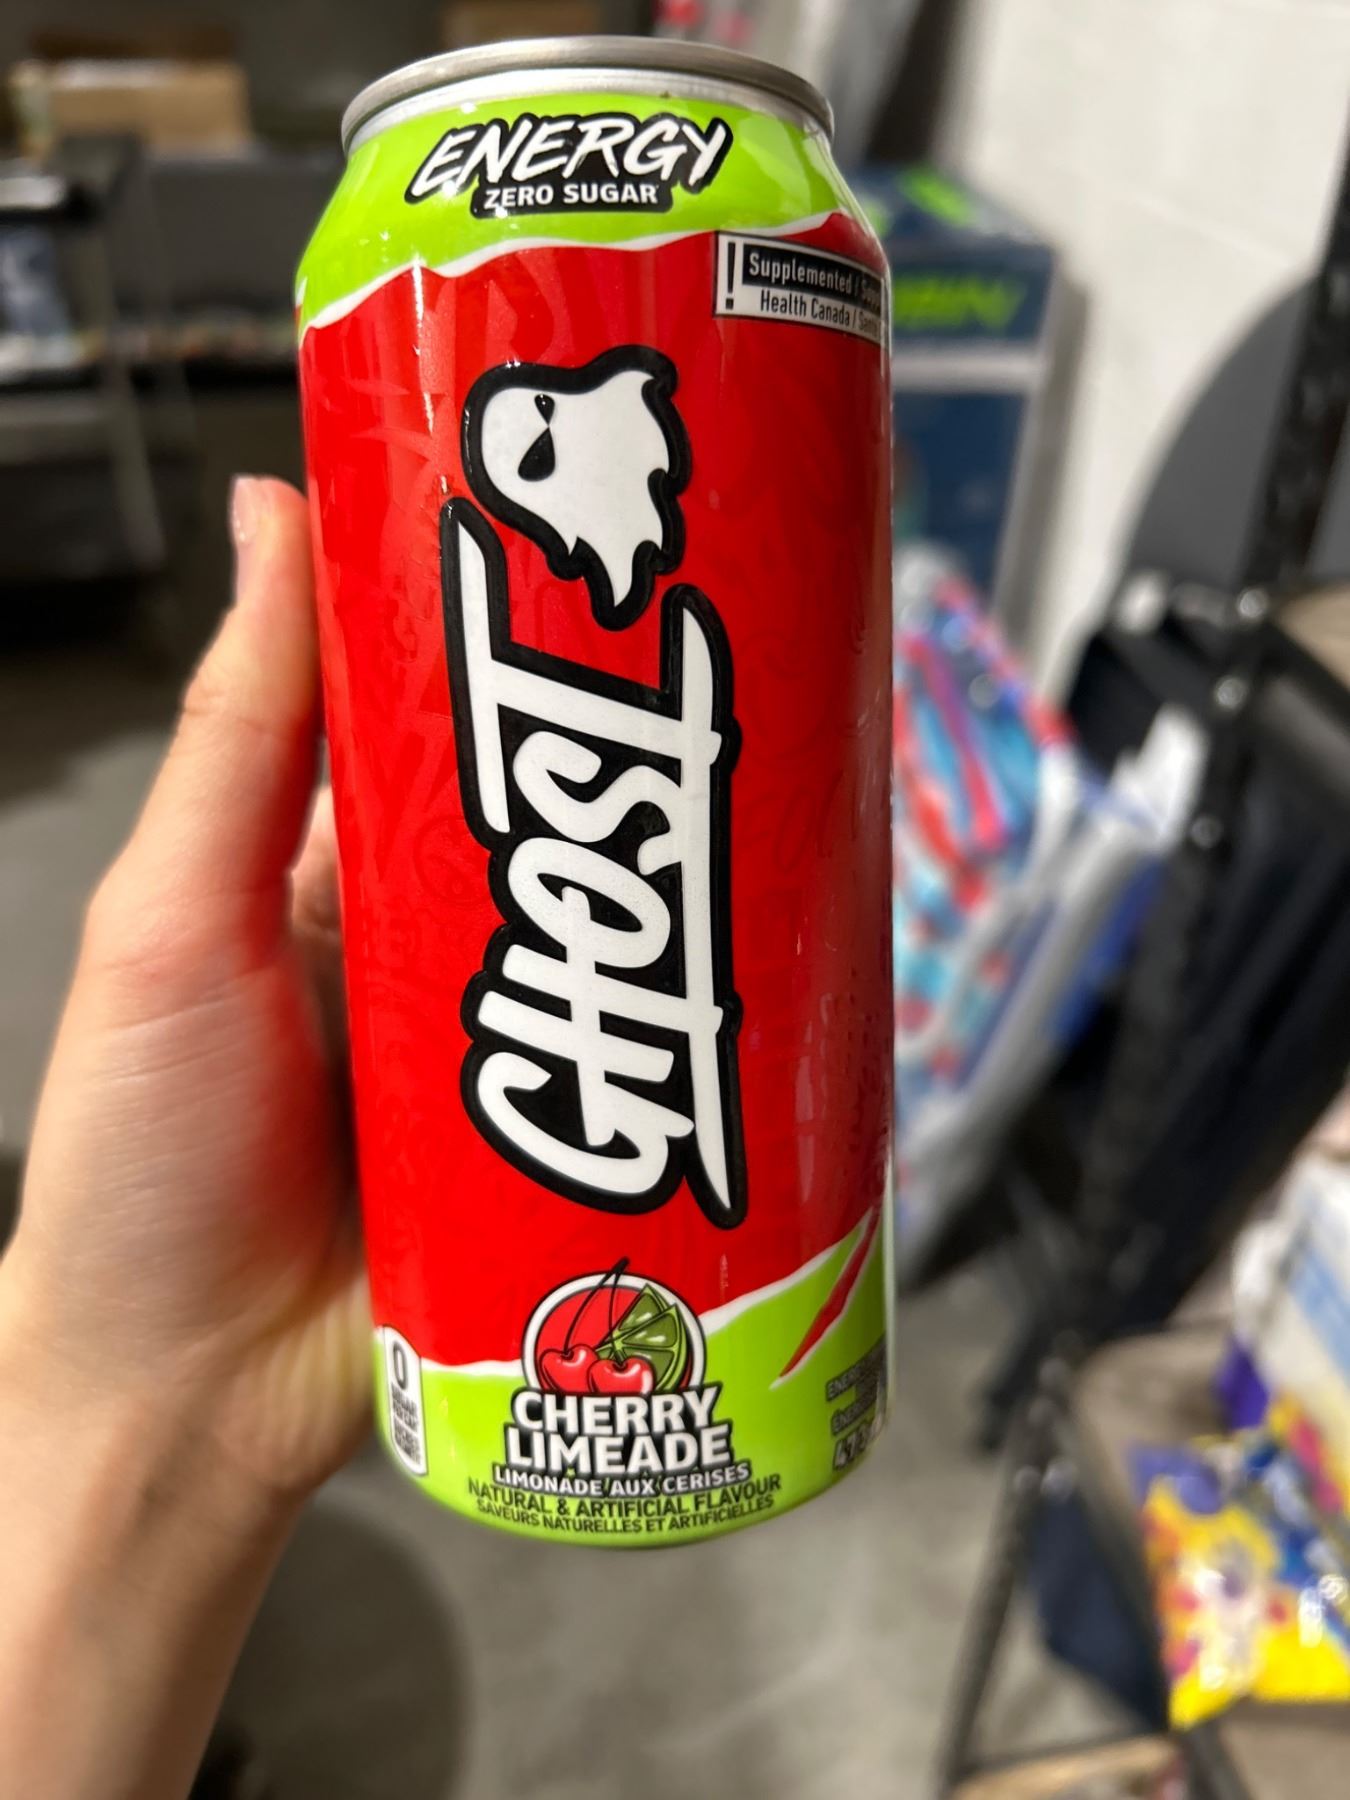 ENERGY
ZERO SUGAR
! Supplemented /
Health Canada /
GHOST
0
CHERRY
LIMEADE
LIMONADE AUX CERISES
NATURAL & ARTIFICIAL FLAVOUR
SAVEURS NATURELLES ET ARTIFICIELLES